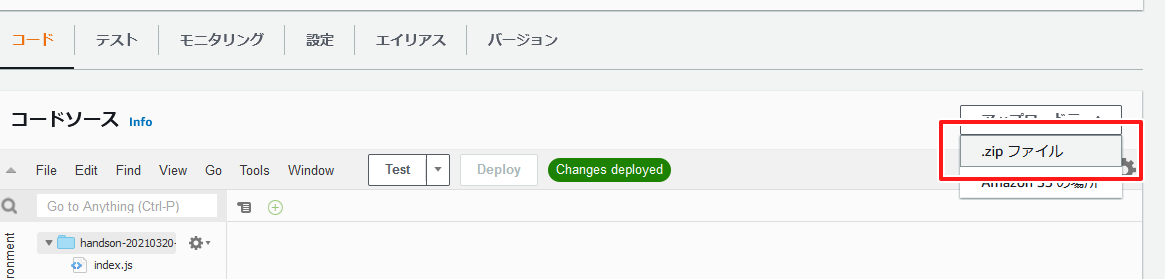 コード テスト モニタリング 設定 エイリアス バージョン
コードソース Info
.zip ファイル
File Edit Find View Go Tools Window Test Deploy Changes deployed
Amazon S3 の場所
Go to Anything (Ctrl-P)
handson-20210320-
index.js